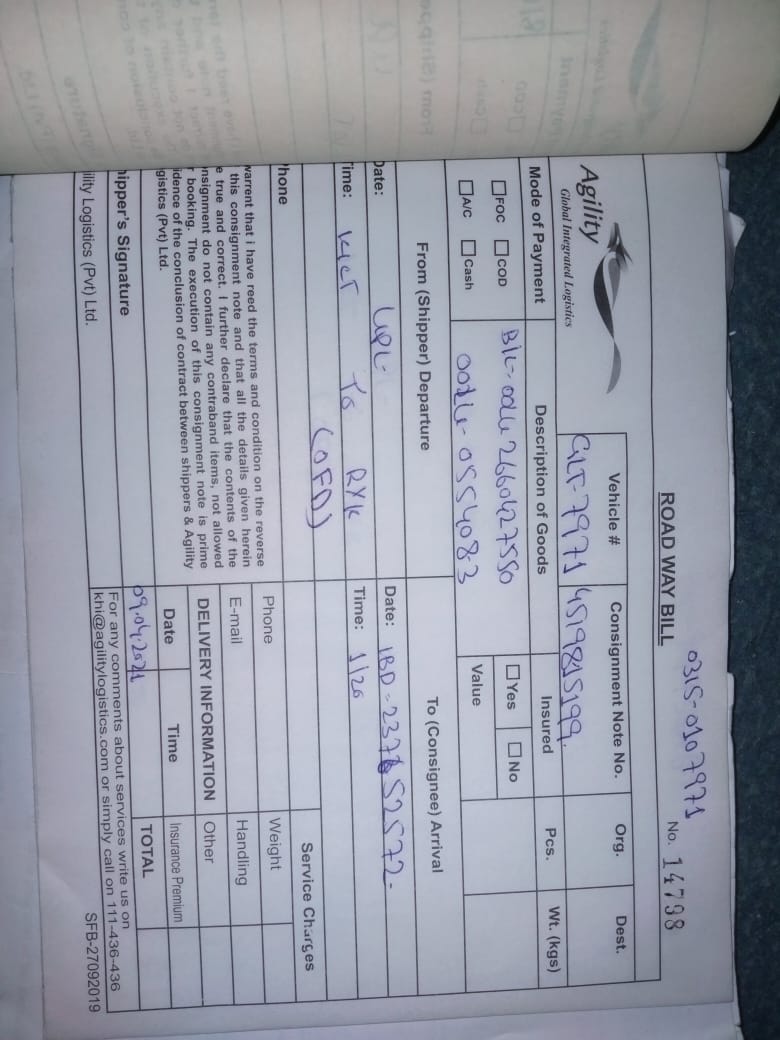 0315-0107971
ROAD WAY BILL
No. 14798
Agility
Global Integrated Logistics
Vehicle #
Consignment Note No.
Org.
Dest.
GLT-7971
4519815199
Mode of Payment
Description of Goods
Insured
Pcs.
Wt. (kgs)
FOC COD
A/C Cash
2660427550
0554083
Yes No
Value
From (Shipper) Departure
To (Consignee) Arrival
Date: UPL
Date:
Time: KICT To RYK
Time: 1/20
(OFD)
Phone
Service Charges
Phone
Weight
E-mail
Handling
DELIVERY INFORMATION
Other
Date
Time
Insurance Premium
09.04.2021
TOTAL
warrent that i have reed the terms and condition on the reverse
this consignment note and that all the details given herein
e true and correct. I further declare that the contents of the
nsignment do not contain any contraband items, not allowed
r booking. The execution of this consignment note is prime
idence of the conclusion of contract between shippers & Agility
gistics (Pvt) Ltd.
hipper's Signature
For any comments about services write us on
khi@agilitylogistics.com or simply call on 111-436-436
ility Logistics (Pvt) Ltd.
SFB-27092019